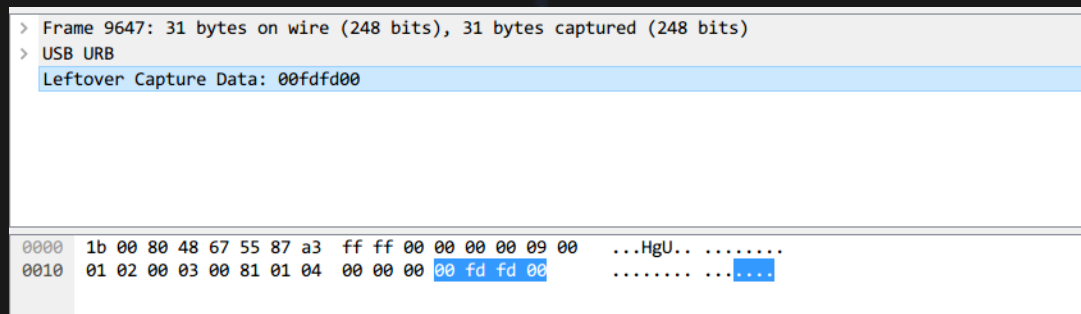 > Frame 9647: 31 bytes on wire (248 bits), 31 bytes captured (248 bits)
> USB URB
Leftover Capture Data: 00fdfd00
0000 1b 00 80 48 67 55 87 a3 ff ff 00 00 00 00 09 00 ...HgU.. ........
0010 01 02 00 03 00 81 01 04 00 00 00 00 fd fd 00 ........ .......